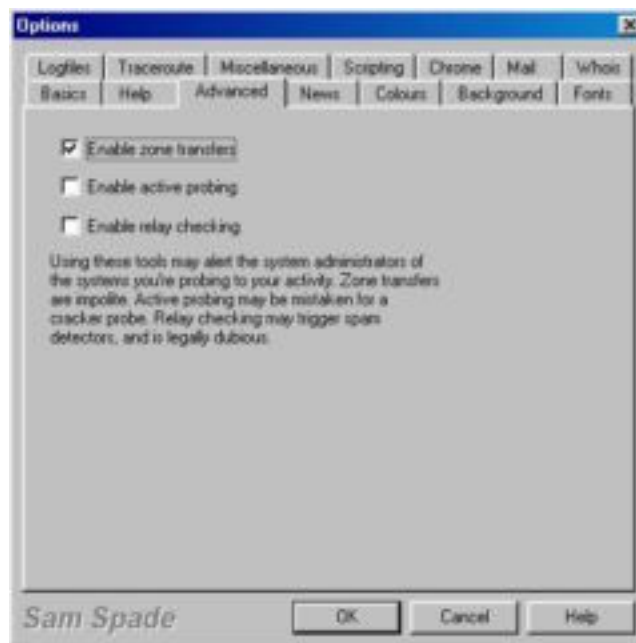 Options
Logfiles Traceroute Miscellaneous Scripting Chrome Mail Whois
Basics Help Advanced News Colours Background Fonts
Enable zone transfers
Enable active probing
Enable relay checking
Using these tools may alert the system administrators of
the systems you're probing to your activity. Zone transfers
are impolite. Active probing may be mistaken for a
cracker probe. Relay checking may trigger spam
detectors, and is legally dubious.
Sam Spade OK Cancel Help